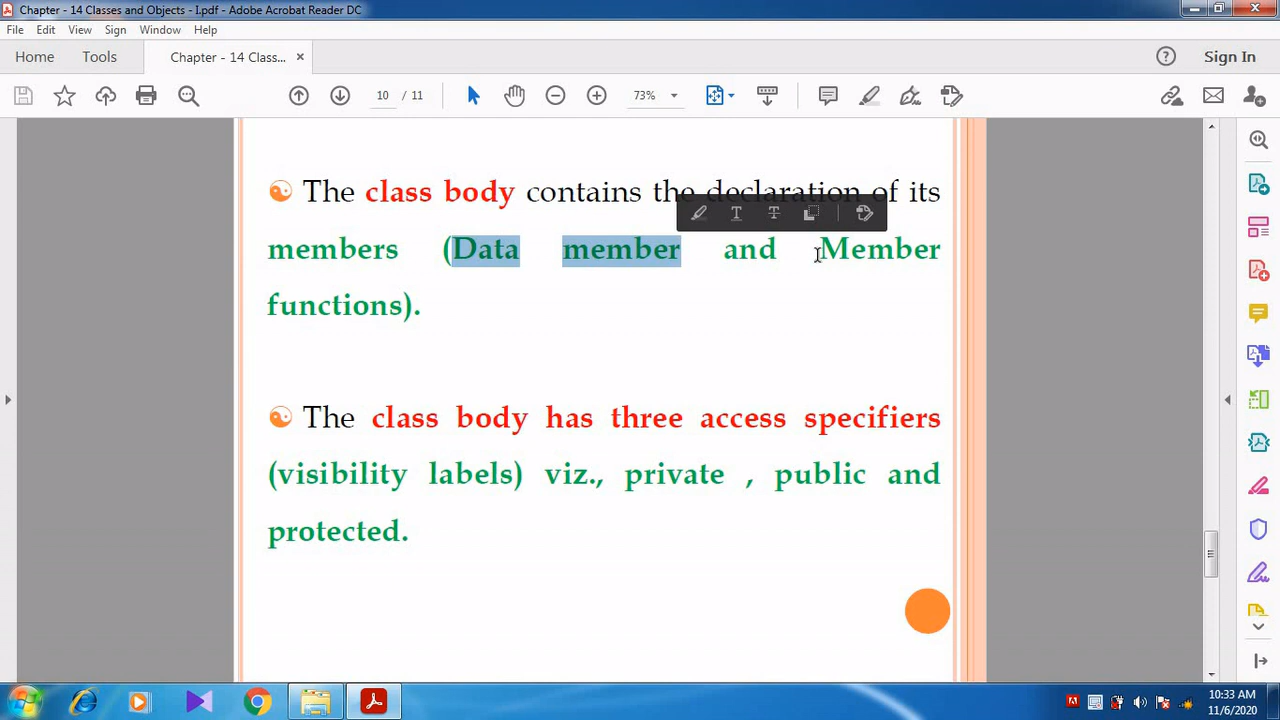 Chapter - 14 Classes and Objects - I.pdf - Adobe Acrobat Reader DC
File Edit View Sign Window Help
Home Tools Chapter - 14 Class... × Sign In
10 / 11 73%
The class body contains the declaration of its
members (Data member and Member
functions).
The class body has three access specifiers
(visibility labels) viz., private , public and
protected.
10:33 AM
11/6/2020